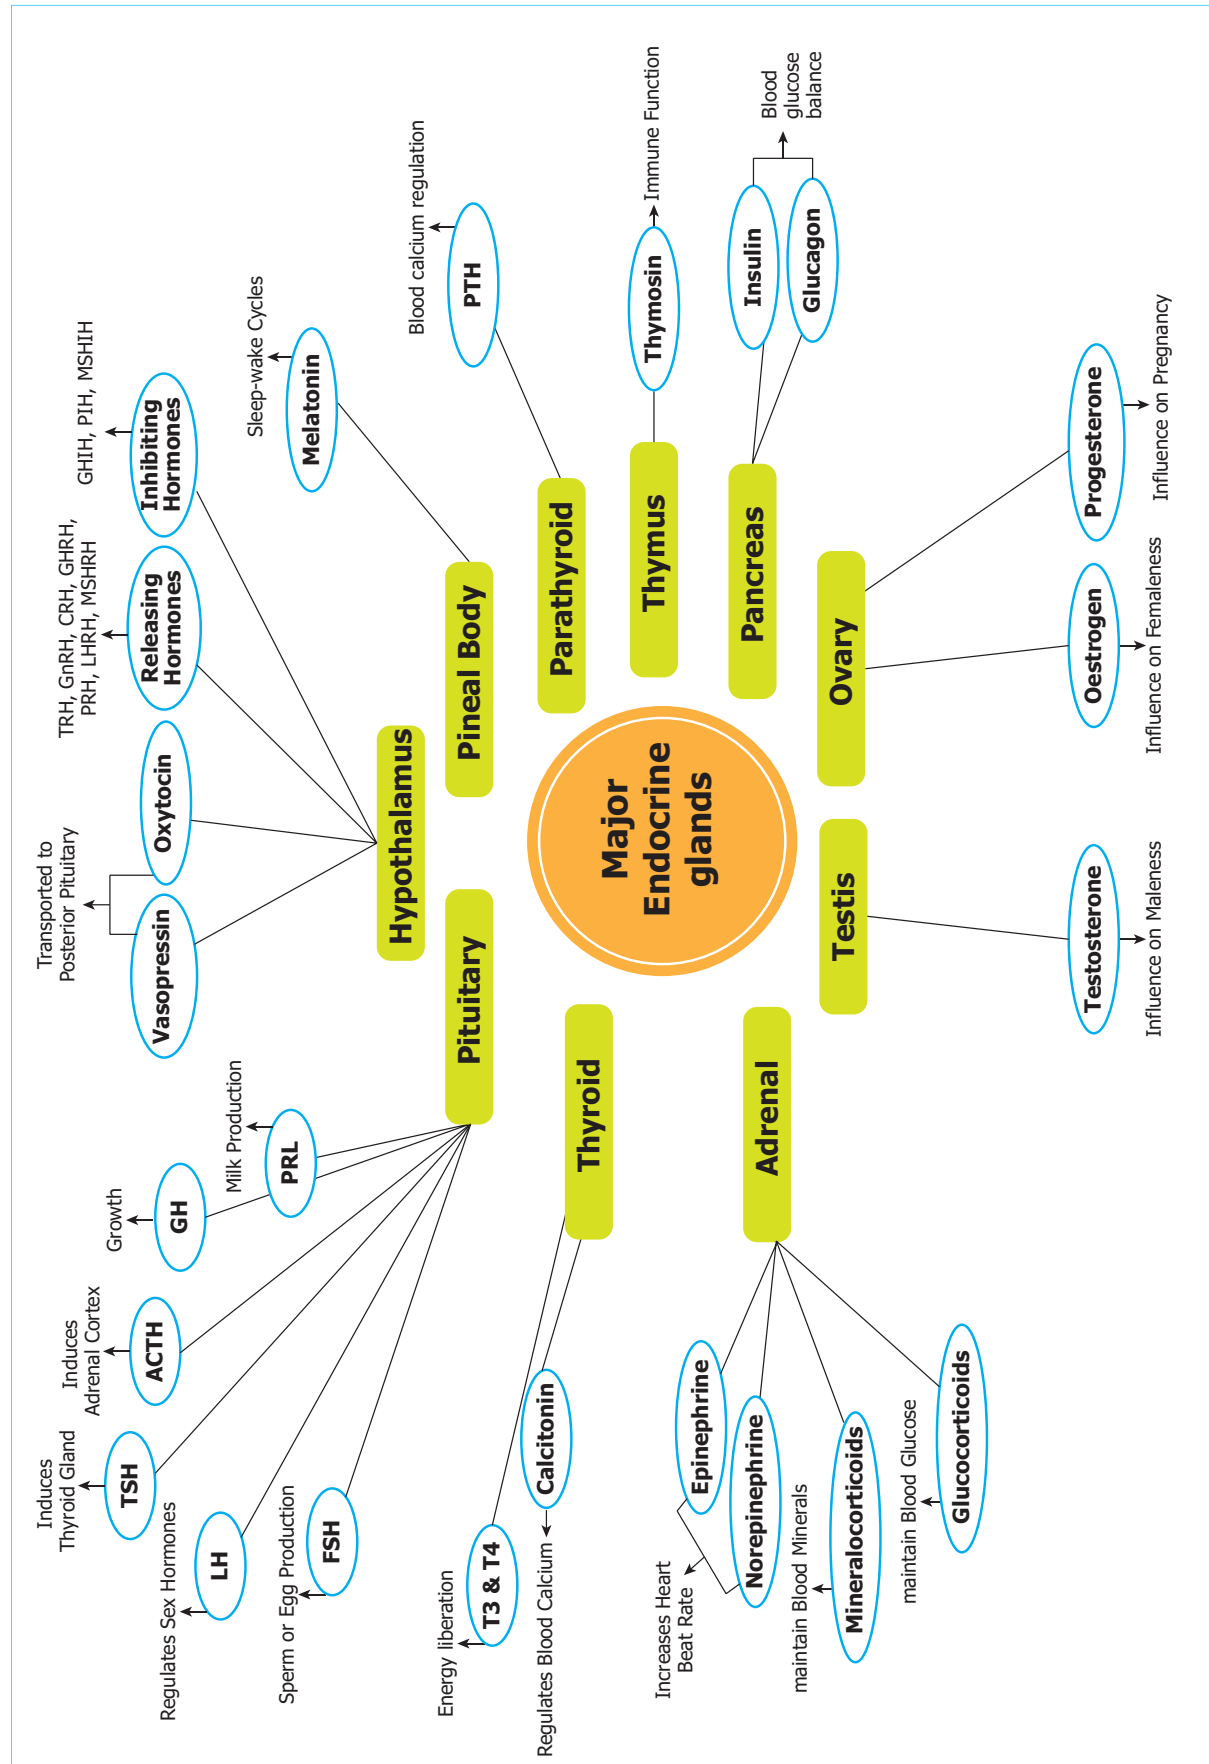 Major
Endocrine
glands
Hypothalamus
Vasopressin
Oxytocin
Transported to
Posterior Pituitary
Releasing
Hormones
TRH, GnRH, CRH, GHRH,
PRH, LHRH, MSHRH
Inhibiting
Hormones
GHIH, PIH, MSHIH
Pineal Body
Melatonin
Sleep-wake Cycles
Parathyroid
PTH
Blood calcium regulation
Thymus
Thymosin
Immune Function
Pancreas
Insulin
Glucagon
Blood
glucose
balance
Ovary
Progesterone
Influence on Pregnancy
Oestrogen
Influence on Femaleness
Testis
Testosterone
Influence on Maleness
Adrenal
Epinephrine
Norepinephrine
Increases Heart
Beat Rate
Mineralocorticoids
maintain Blood Minerals
Glucocorticoids
maintain Blood Glucose
Thyroid
T3 & T4
Energy liberation
Calcitonin
Regulates Blood Calcium
Pituitary
FSH
Sperm or Egg Production
LH
Regulates Sex Hormones
TSH
Induces
Thyroid Gland
ACTH
Induces
Adrenal Cortex
GH
Growth
PRL
Milk Production